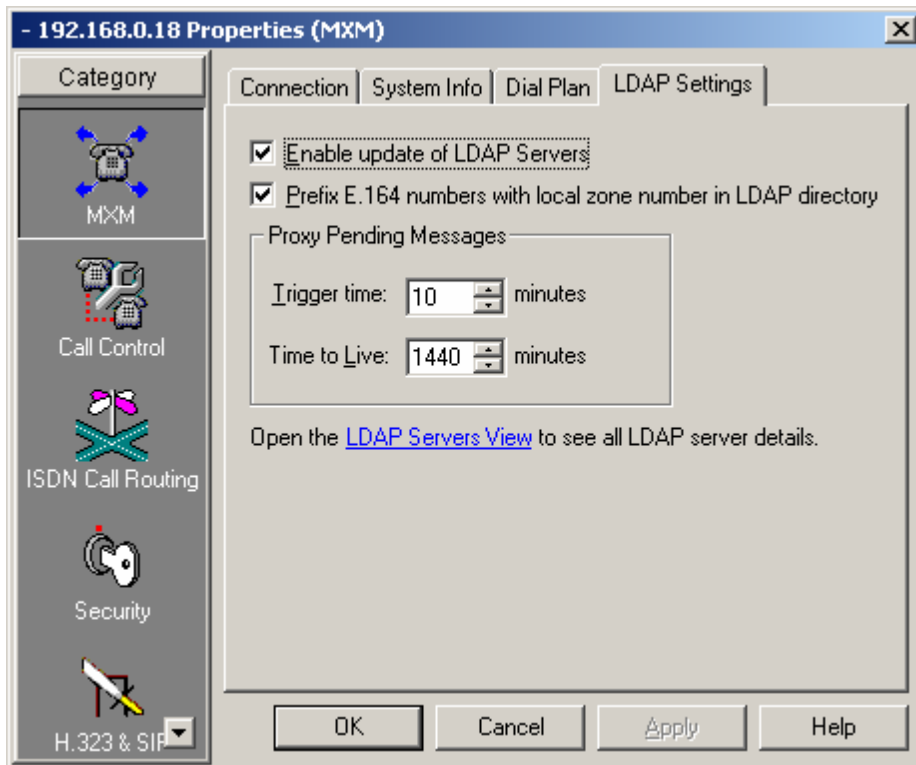 - 192.168.0.18 Properties (MXM)
Category
Connection System Info Dial Plan LDAP Settings
MXM
Enable update of LDAP Servers
Prefix E.164 numbers with local zone number in LDAP directory
Proxy Pending Messages
Trigger time: 10 minutes
Time to Live: 1440 minutes
Call Control
Open the LDAP Servers View to see all LDAP server details.
ISDN Call Routing
Security
H.323 & SIP
OK Cancel Apply Help